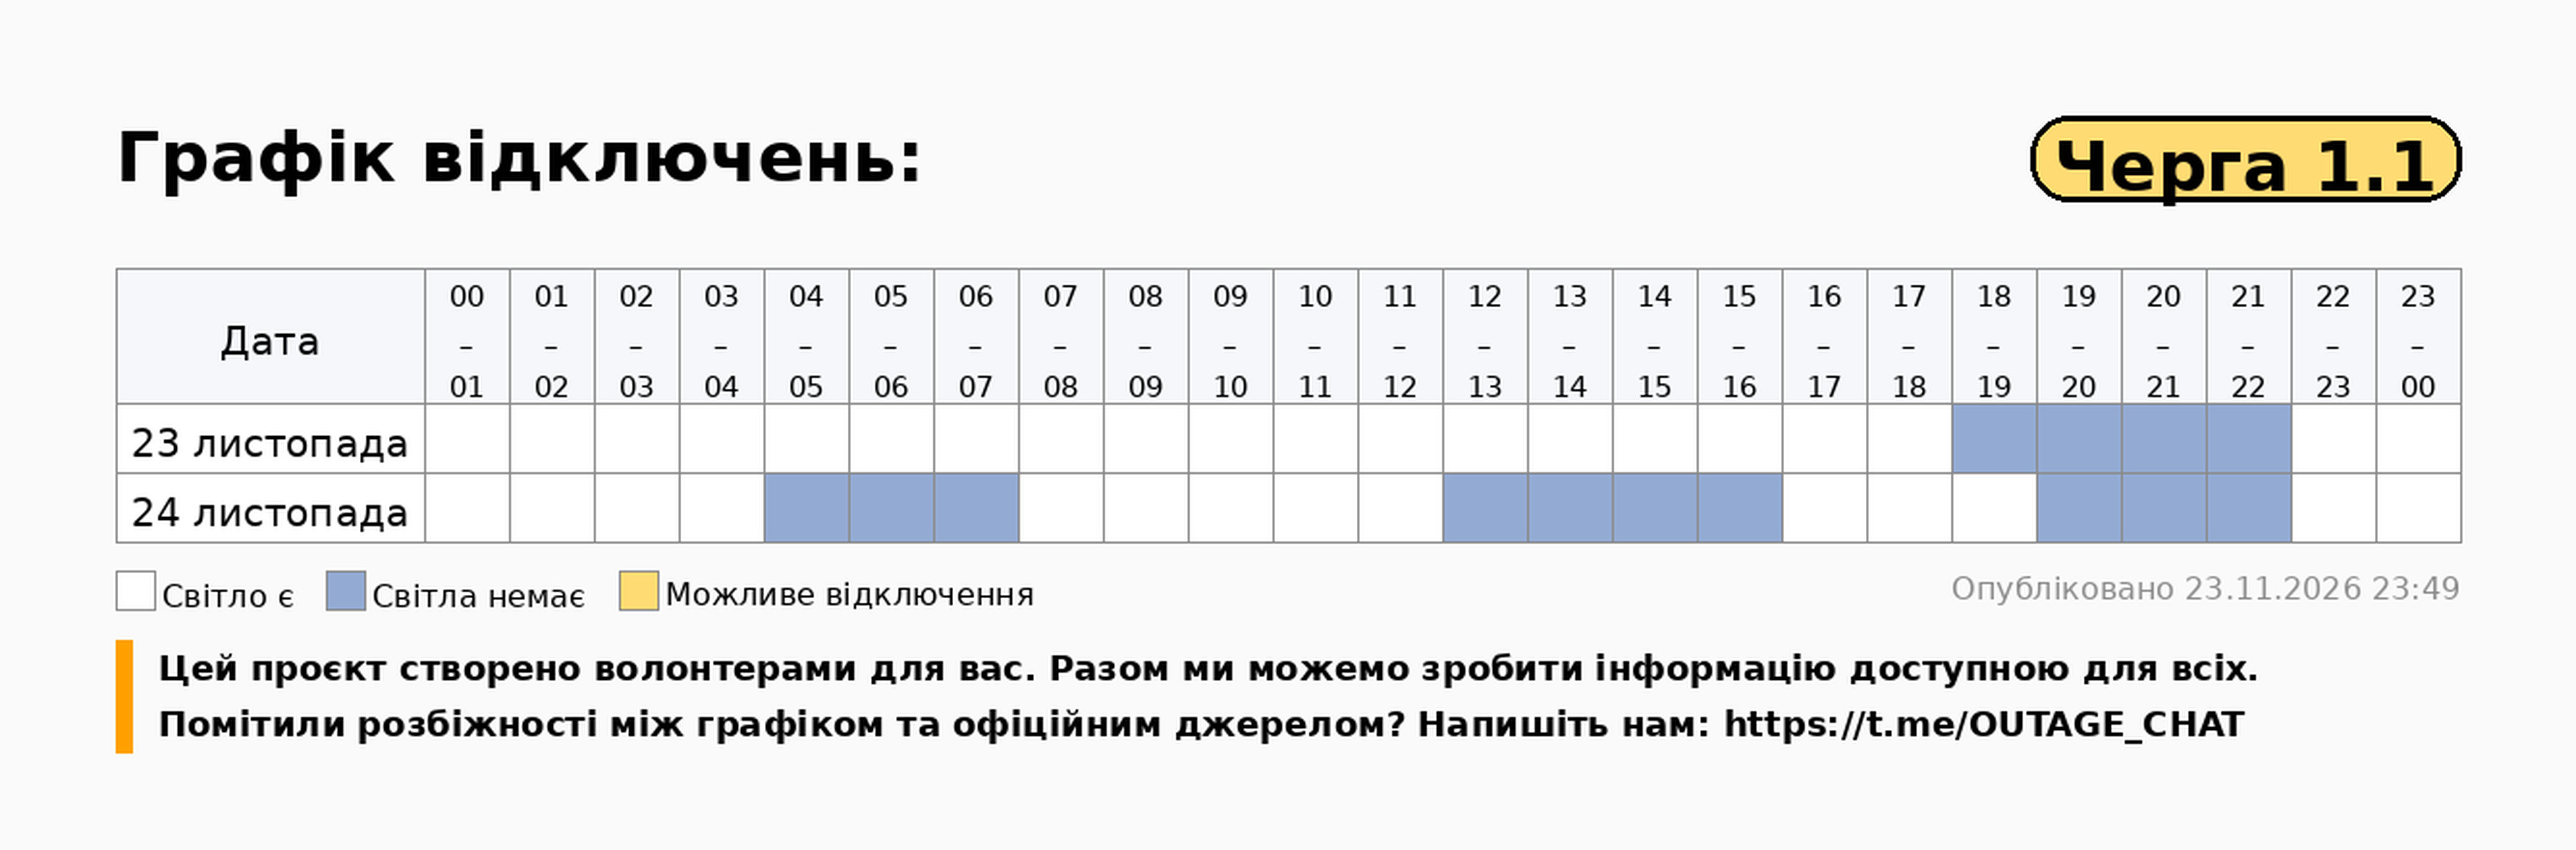 Графік відключень:
Черга 1.1
Дата
00 – 01
01 – 02
02 – 03
03 – 04
04 – 05
05 – 06
06 – 07
07 – 08
08 – 09
09 – 10
10 – 11
11 – 12
12 – 13
13 – 14
14 – 15
15 – 16
16 – 17
17 – 18
18 – 19
19 – 20
20 – 21
21 – 22
22 – 23
23 – 00
23 листопада
24 листопада
Світло є
Світла немає
Можливе відключення
Опубліковано 23.11.2026 23:49
Цей проєкт створено волонтерами для вас. Разом ми можемо зробити інформацію доступною для всіх.
Помітили розбіжності між графіком та офіційним джерелом? Напишіть нам: https://t.me/OUTAGE_CHAT